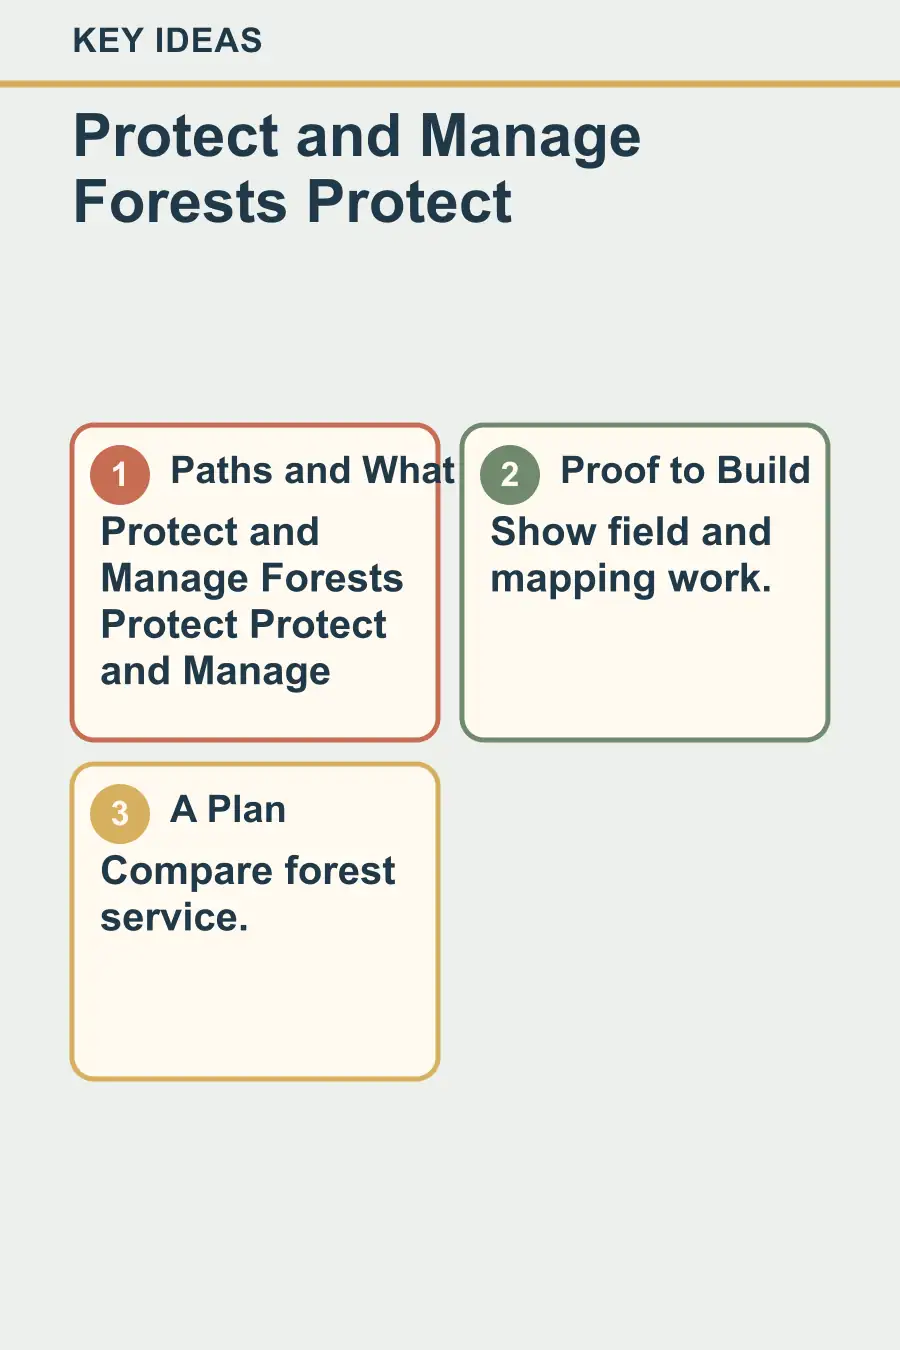 KEY IDEAS
Protect and Manage
Forests Protect
1
Paths and What
Protect and
Manage Forests
Protect Protect
and Manage
2
Proof to Build
Show field and
mapping work.
3
A Plan
Compare forest
service.